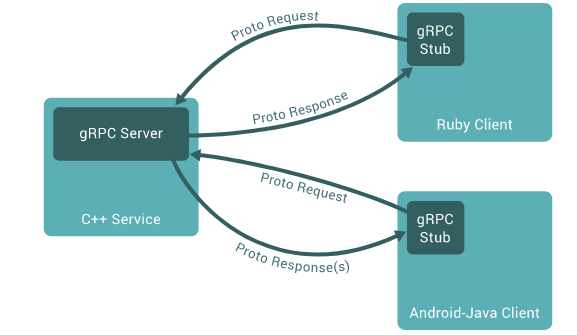 Proto Request
gRPC
Stub
Ruby Client
Proto Response
gRPC Server
C++ Service
Proto Request
gRPC
Stub
Android-Java Client
Proto Response(s)